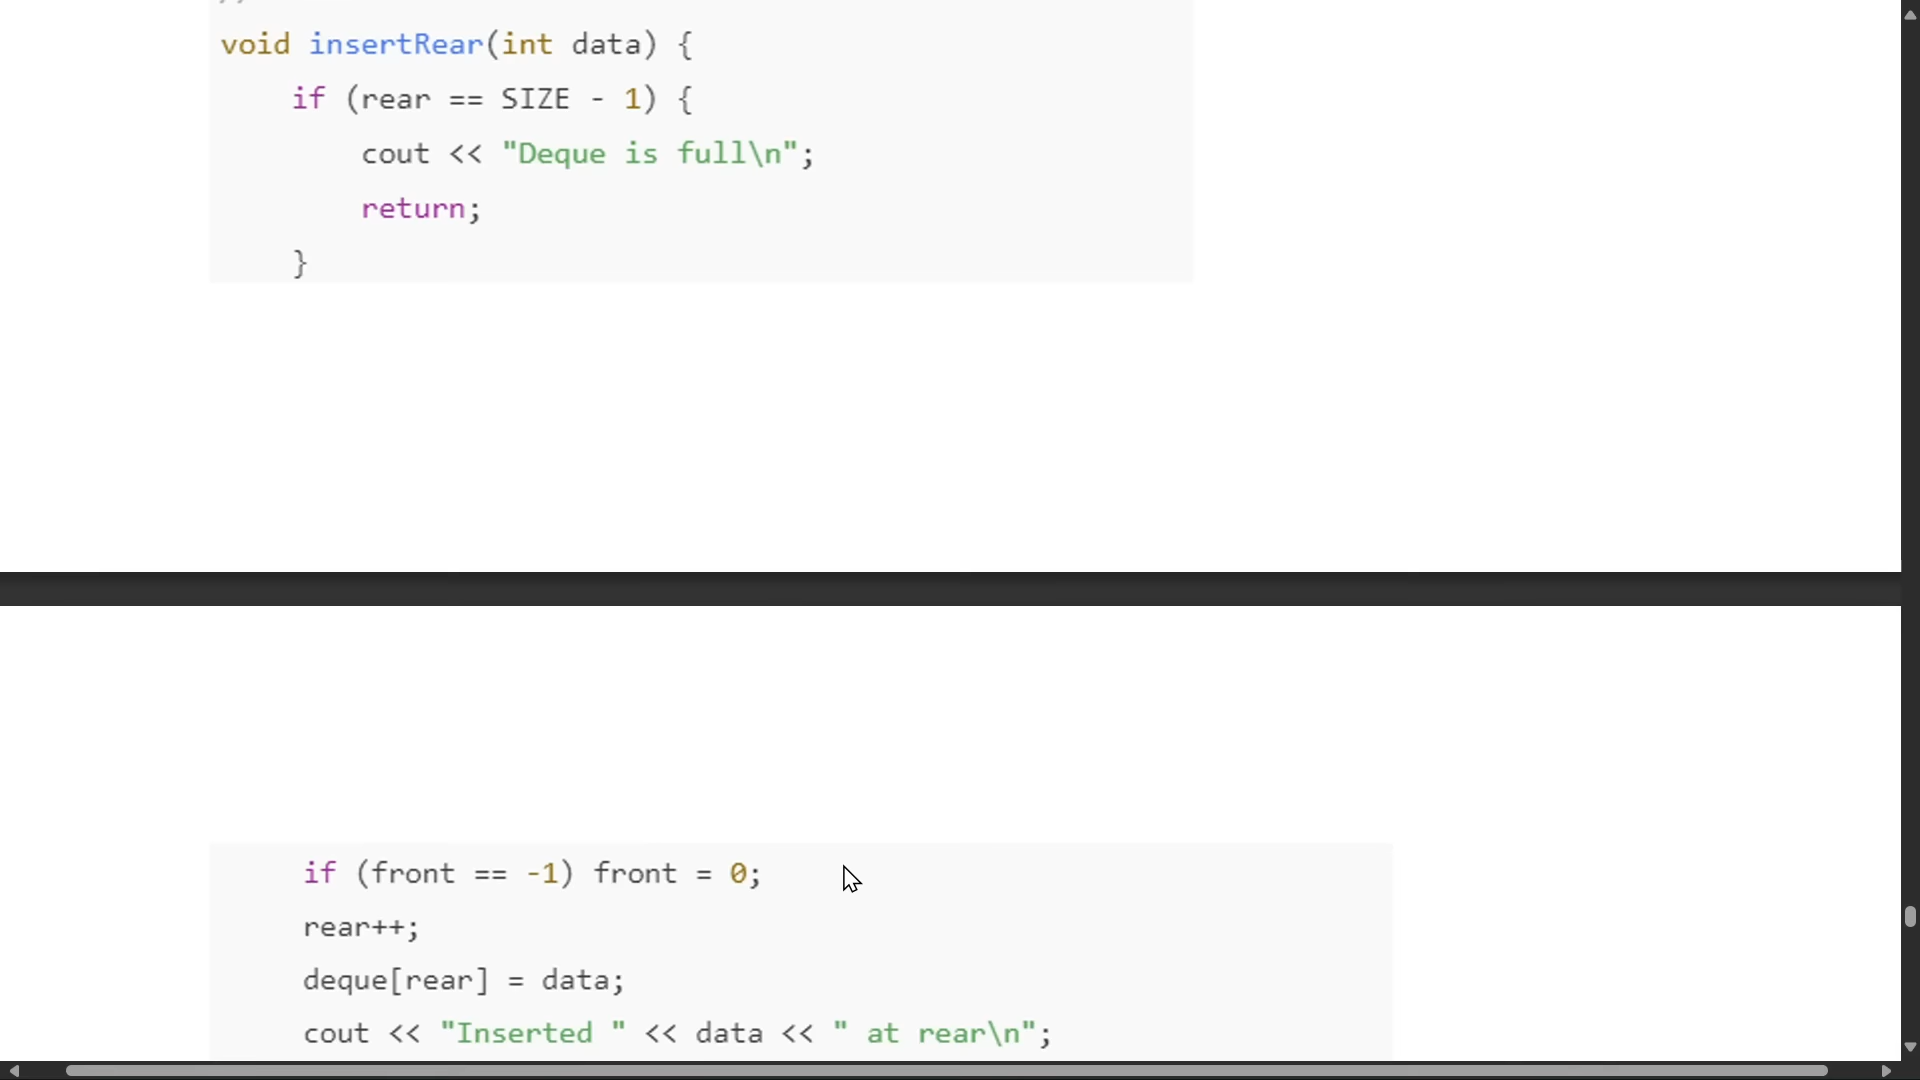 void insertRear(int data) {
    if (rear == SIZE - 1) {
        cout << "Deque is full\n";
        return;
    }
    if (front == -1) front = 0;
    rear++;
    deque[rear] = data;
    cout << "Inserted " << data << " at rear\n";